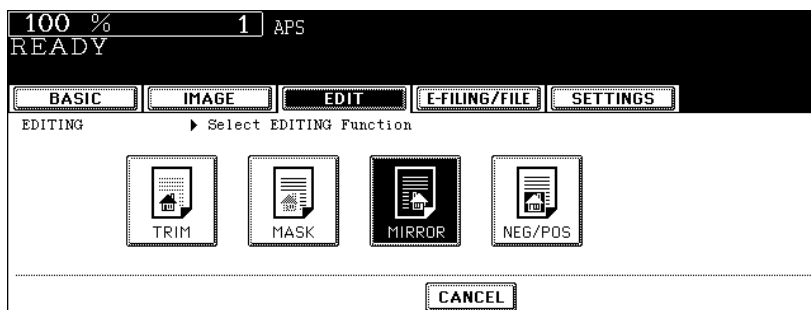 100 % 1 APS
READY
BASIC IMAGE EDIT E-FILING/FILE SETTINGS
EDITING ▶ Select EDITING Function
TRIM MASK MIRROR NEG/POS
CANCEL